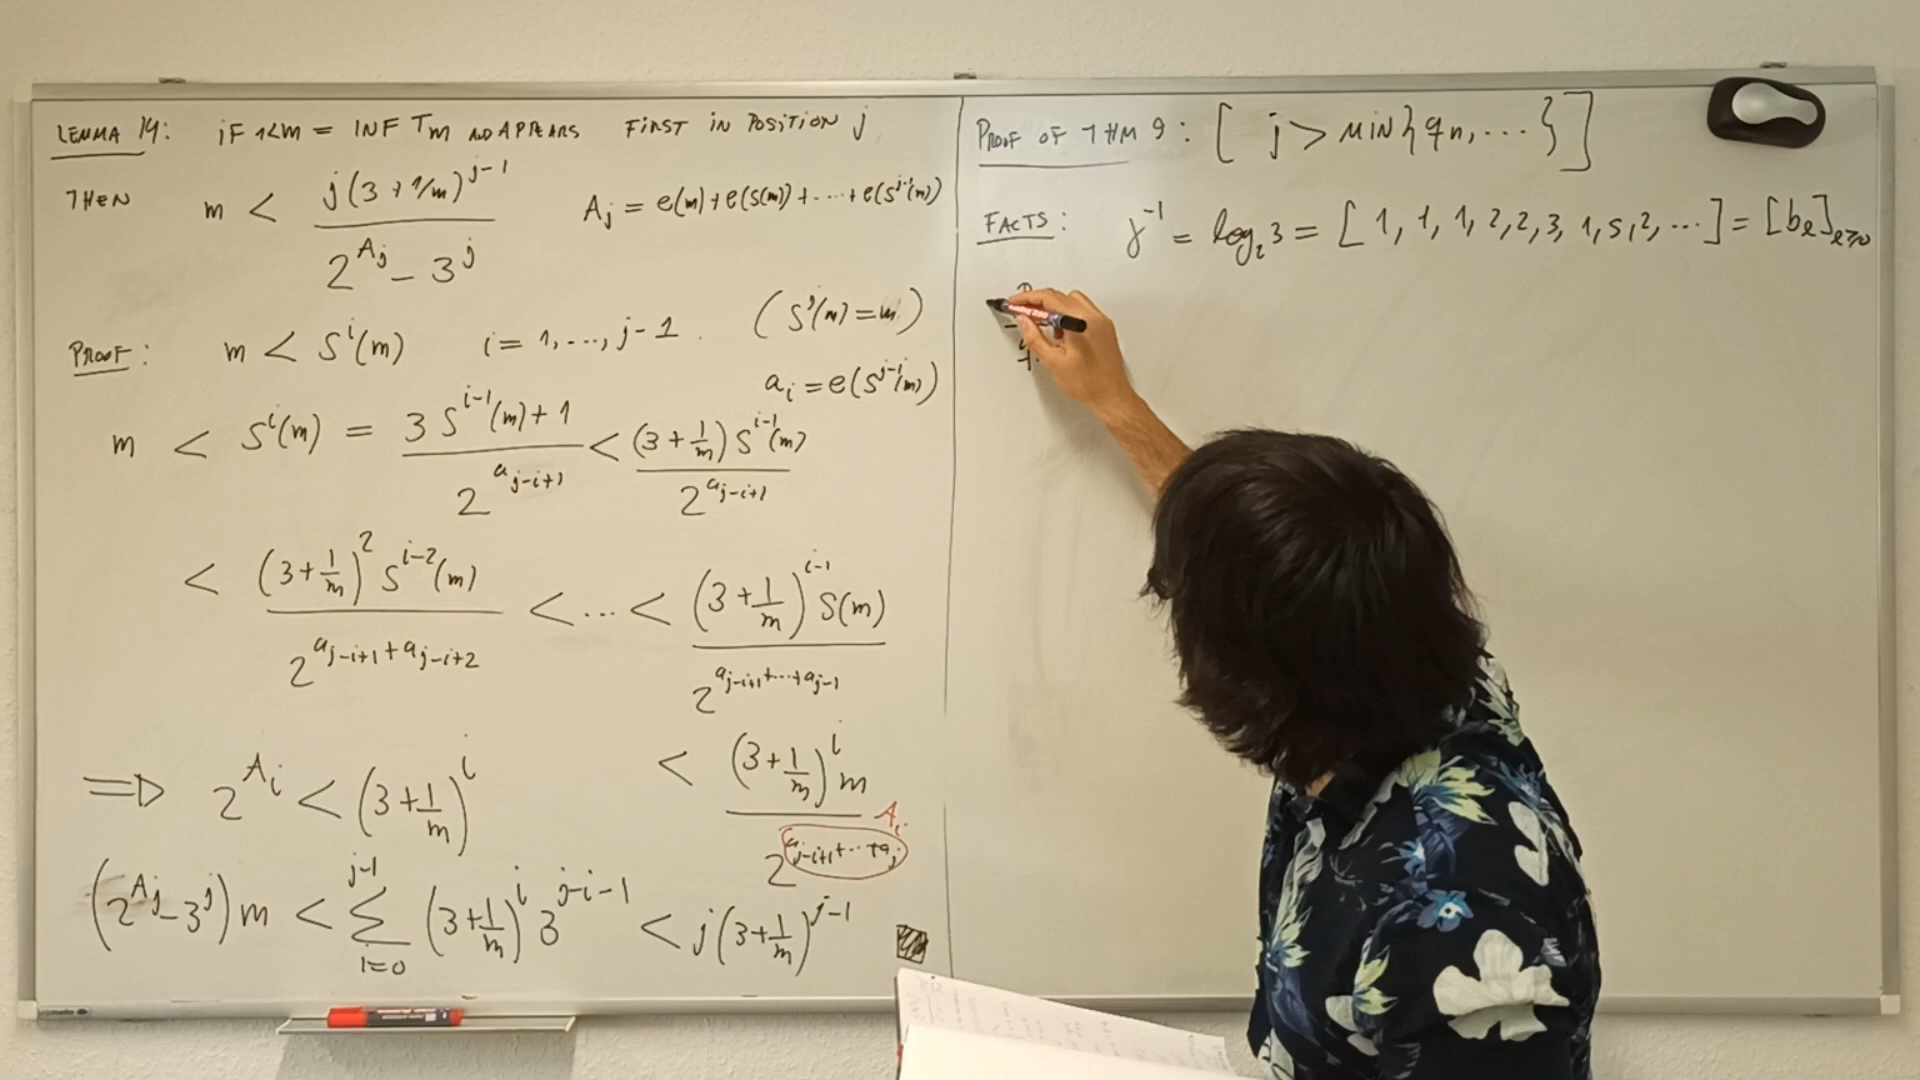 LEMMA 14: IF 1<m = INF Tm AND APPEARS FIRST IN POSITION j
THEN m < j(3+1/m)^{j-1} / (2^{A_j} - 3^j)   A_j = e(m)+e(S(m))+....+e(S^{j-1}(m))
(S^j(m)=m)
PROOF: m < S^i(m)   i = 1,...,j-1.
a_i = e(S^{j-i}(m))
m < S^i(m) = (3S^{i-1}(m)+1) / 2^{a_{j-i+1}} < (3+1/m)S^{i-1}(m) / 2^{a_{j-i+1}}
< (3+1/m)^2 S^{i-2}(m) / 2^{a_{j-i+1}+a_{j-i+2}} < ... < (3+1/m)^{i-1} S(m) / 2^{a_{j-i+1}+...+a_{j-1}}
< (3+1/m)^i m / 2^{a_{j-i+1}+...+a_j}
A_i
⟹ 2^{A_i} < (3+1/m)^i
(2^{A_j}-3^j)m < ∑_{i=0}^{j-1} (3+1/m)^i 3^{j-i-1} < j(3+1/m)^{j-1}
PROOF OF THM 9: [ j > MIN{q_n, ...} ]
FACTS: γ^{-1} = log_2 3 = [1, 1, 1, 2, 2, 3, 1, 5, 2, ...] = [b_ℓ]_{ℓ≥0}